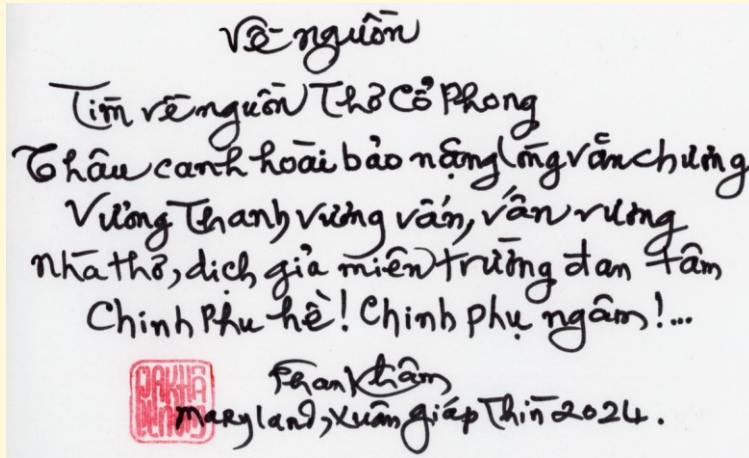 Về nguồn
Tìm về nguồn Thơ Cổ Phong
Thâu canh hoài bảo nặng lòng văn chương
Vương Thanh vương vấn, vấn vương
Nhà thơ, dịch giả miên trường đan tâm
Chinh Phu hề! Chinh phụ ngâm!...
Phan Khâm
Maryland, Xuân Giáp Thìn 2024.